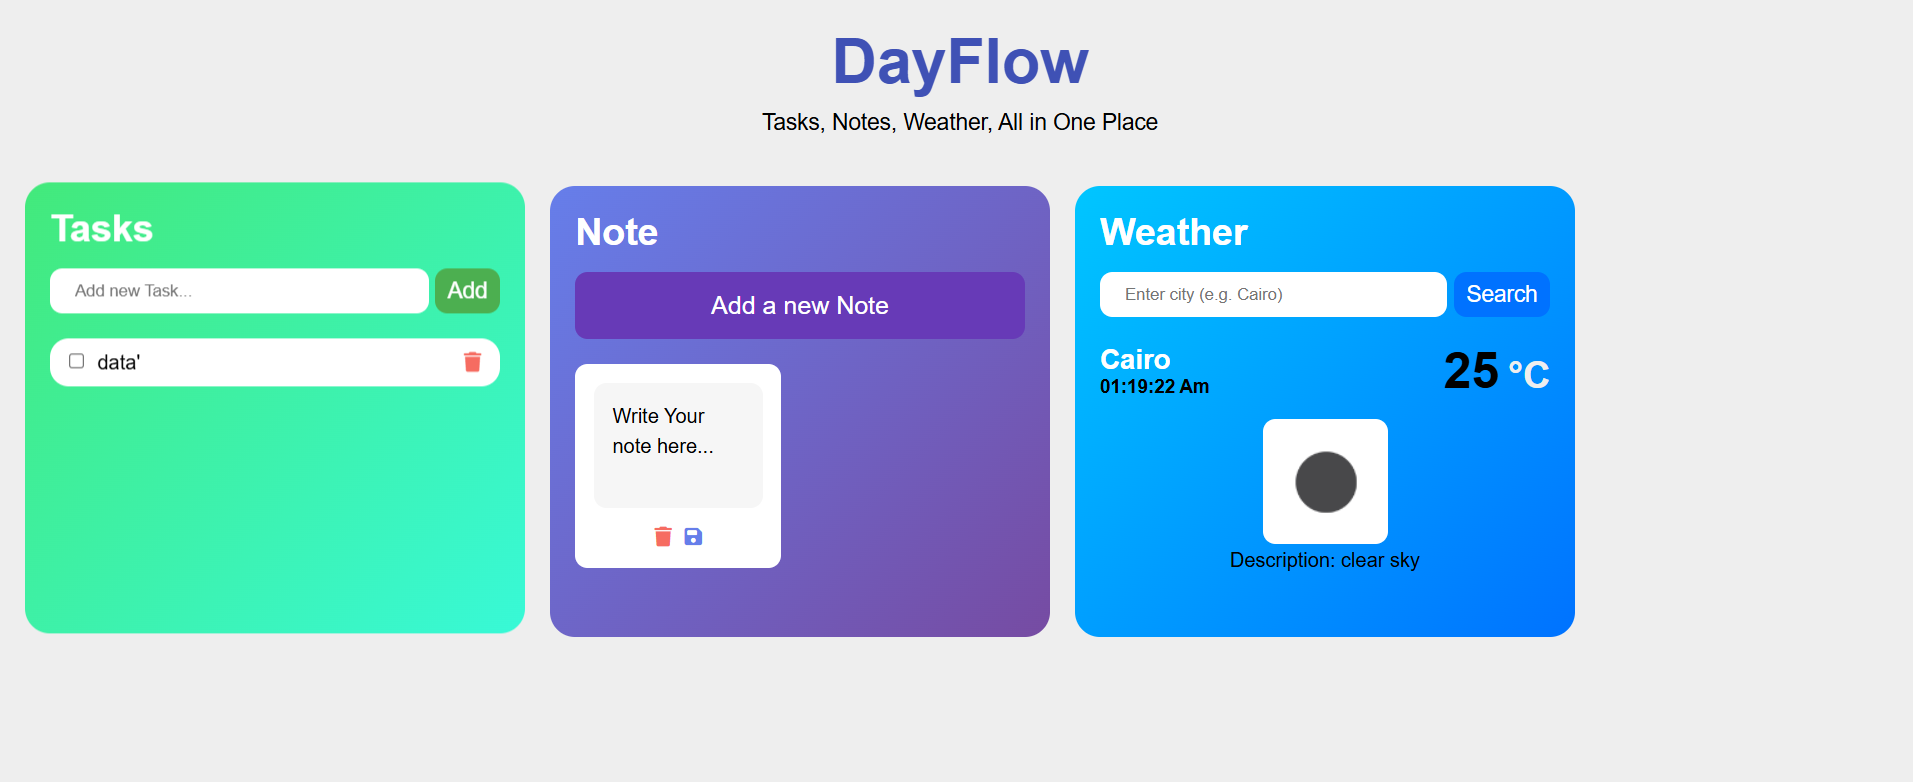 DayFlow
Tasks, Notes, Weather, All in One Place
Tasks
Add new Task...
Add
data'
Note
Add a new Note
Write Your
note here...
Weather
Enter city (e.g. Cairo)
Search
Cairo
25 °C
01:19:22 Am
Description: clear sky